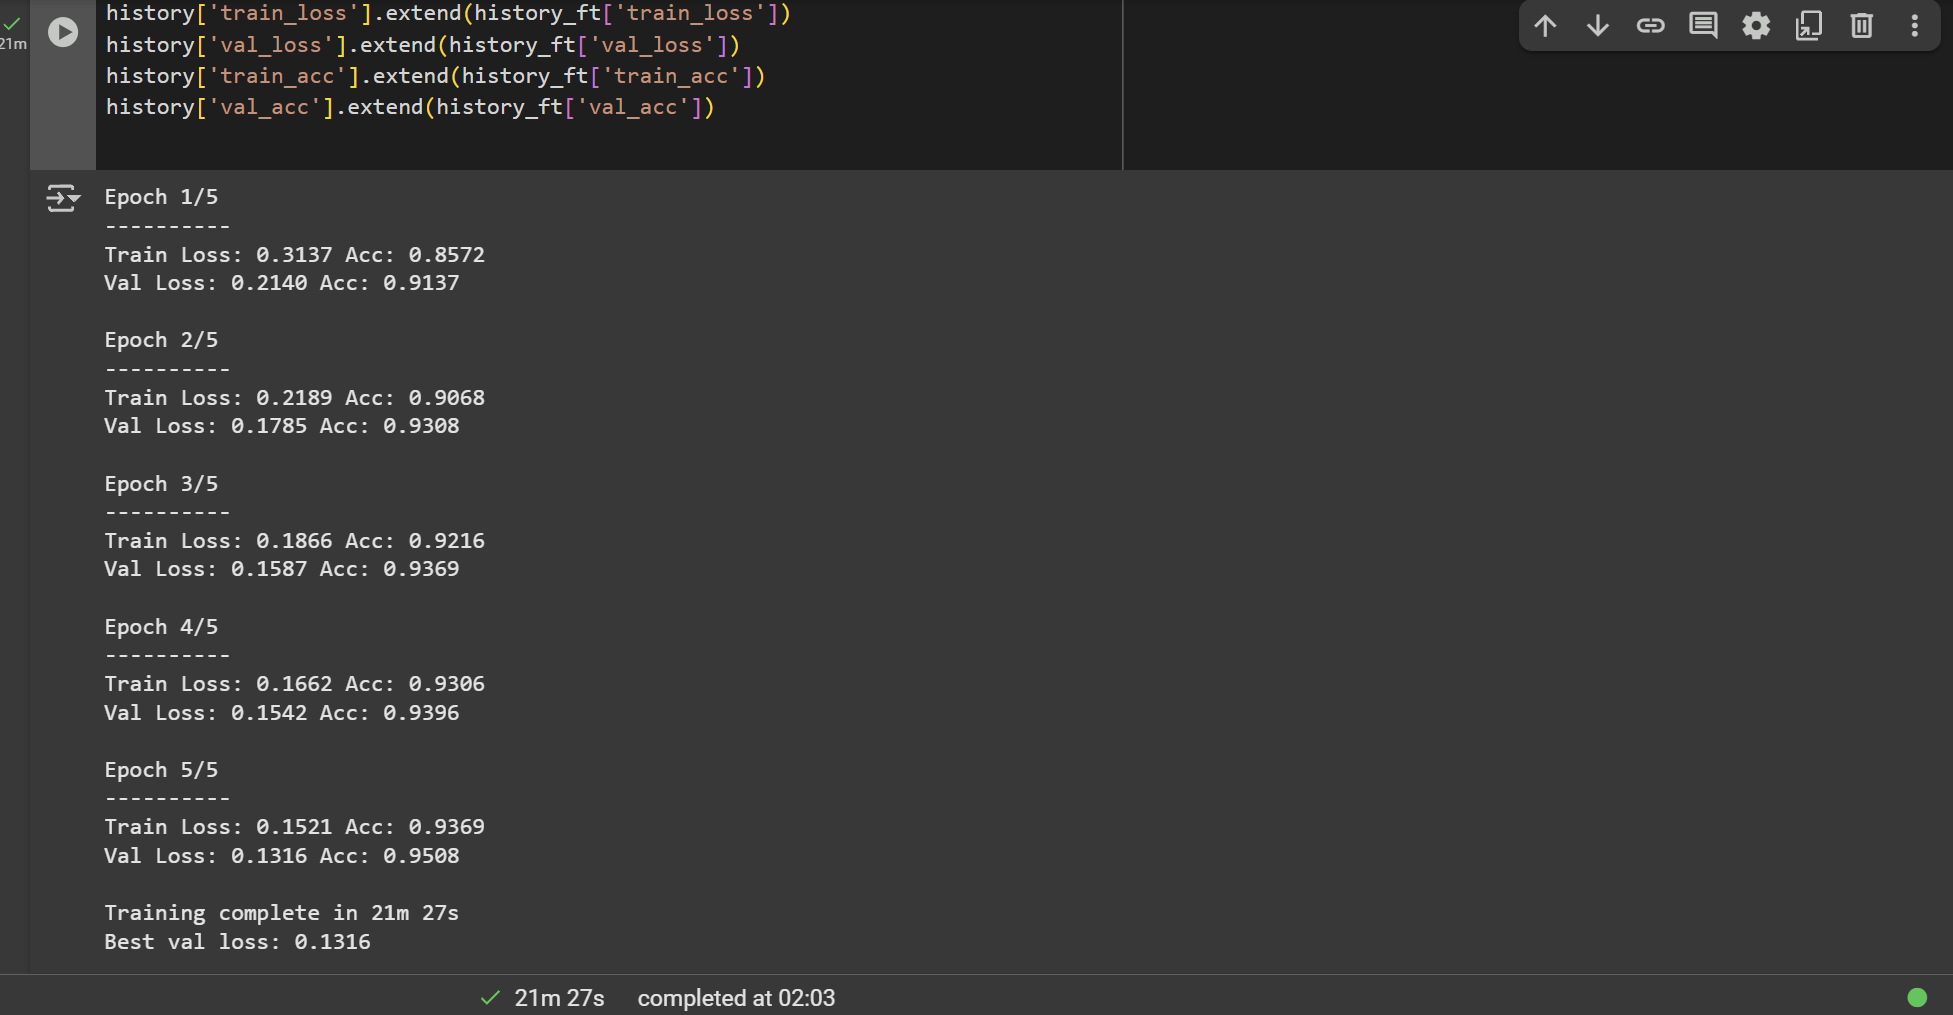 history['train_loss'].extend(history_ft['train_loss'])
history['val_loss'].extend(history_ft['val_loss'])
history['train_acc'].extend(history_ft['train_acc'])
history['val_acc'].extend(history_ft['val_acc'])
21m
Epoch 1/5
----------
Train Loss: 0.3137 Acc: 0.8572
Val Loss: 0.2140 Acc: 0.9137
Epoch 2/5
----------
Train Loss: 0.2189 Acc: 0.9068
Val Loss: 0.1785 Acc: 0.9308
Epoch 3/5
----------
Train Loss: 0.1866 Acc: 0.9216
Val Loss: 0.1587 Acc: 0.9369
Epoch 4/5
----------
Train Loss: 0.1662 Acc: 0.9306
Val Loss: 0.1542 Acc: 0.9396
Epoch 5/5
----------
Train Loss: 0.1521 Acc: 0.9369
Val Loss: 0.1316 Acc: 0.9508
Training complete in 21m 27s
Best val loss: 0.1316
21m 27s completed at 02:03